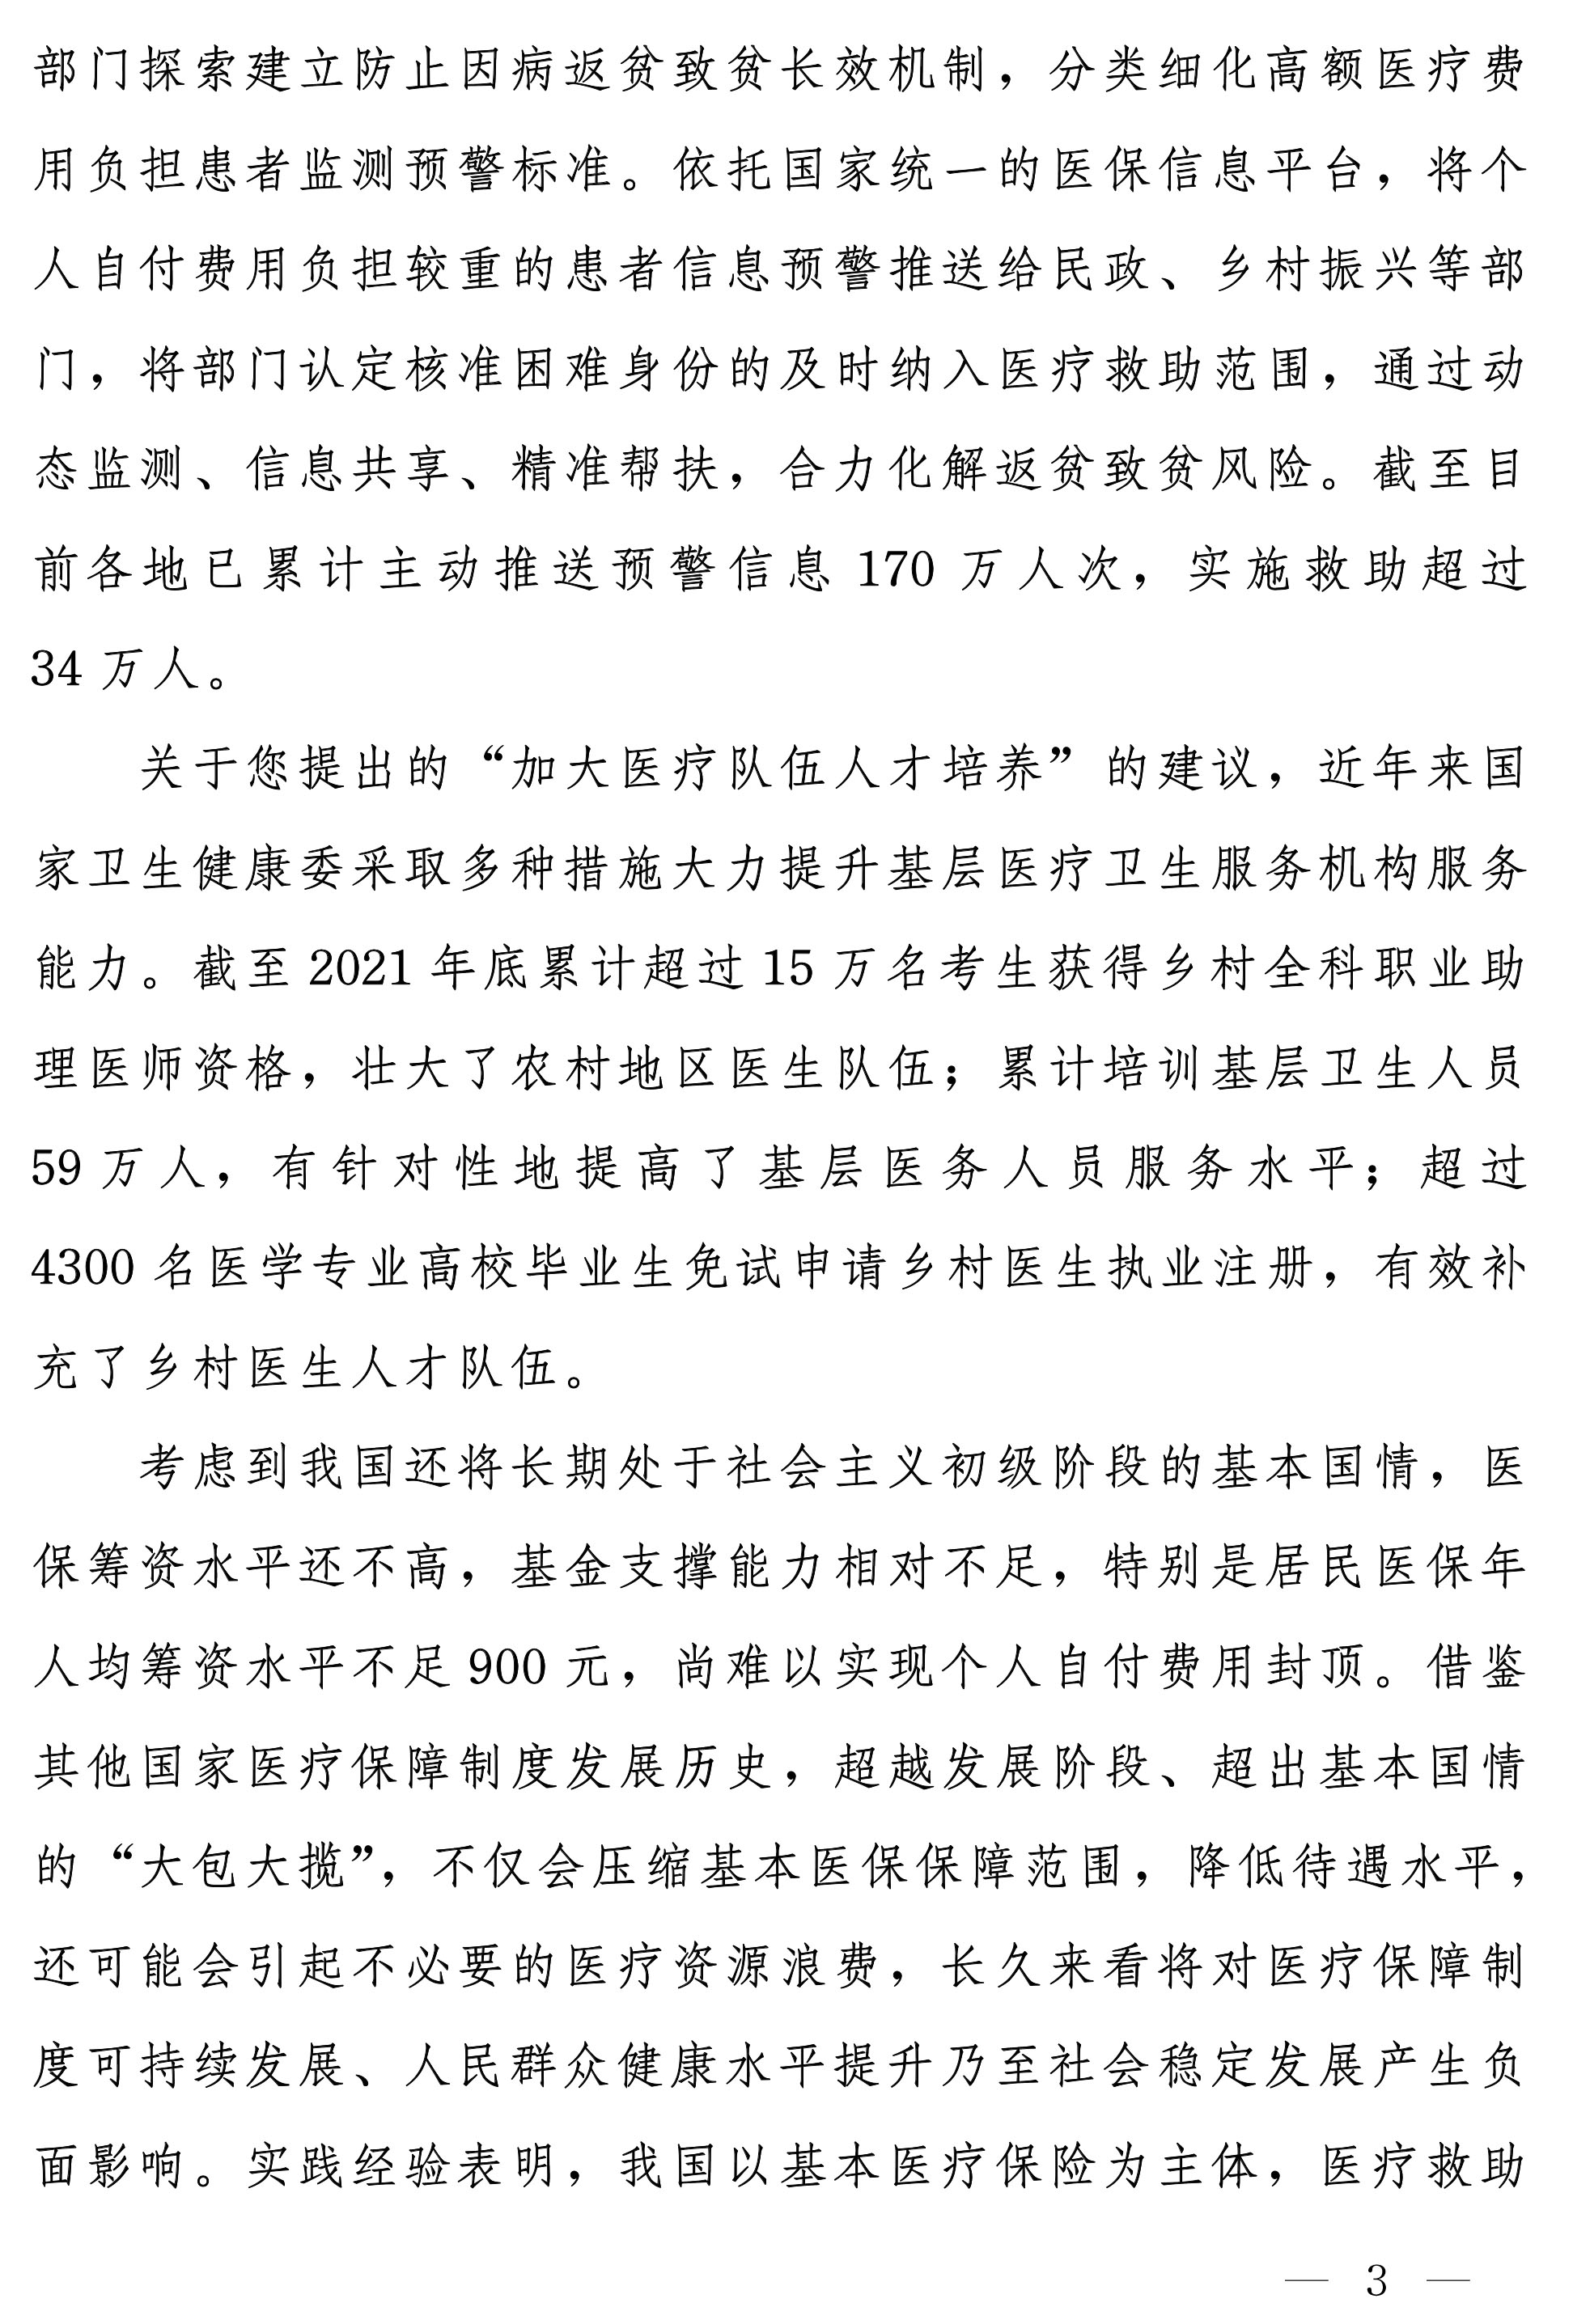 部门探索建立防止因病返贫致贫长效机制，分类细化高额医疗费
用负担患者监测预警标准。依托国家统一的医保信息平台，将个
人自付费用负担较重的患者信息预警推送给民政、乡村振兴等部
门，将部门认定核准困难身份的及时纳入医疗救助范围，通过动
态监测、信息共享、精准帮扶，合力化解返贫致贫风险。截至目
前各地已累计主动推送预警信息 170 万人次，实施救助超过
34 万人。
关于您提出的“加大医疗队伍人才培养”的建议，近年来国
家卫生健康委采取多种措施大力提升基层医疗卫生服务机构服务
能力。截至 2021 年底累计超过 15 万名考生获得乡村全科职业助
理医师资格，壮大了农村地区医生队伍；累计培训基层卫生人员
59 万人，有针对性地提高了基层医务人员服务水平；超过
4300 名医学专业高校毕业生免试申请乡村医生执业注册，有效补
充了乡村医生人才队伍。
考虑到我国还将长期处于社会主义初级阶段的基本国情，医
保筹资水平还不高，基金支撑能力相对不足，特别是居民医保年
人均筹资水平不足 900 元，尚难以实现个人自付费用封顶。借鉴
其他国家医疗保障制度发展历史，超越发展阶段、超出基本国情
的“大包大揽”，不仅会压缩基本医保保障范围，降低待遇水平，
还可能会引起不必要的医疗资源浪费，长久来看将对医疗保障制
度可持续发展、人民群众健康水平提升乃至社会稳定发展产生负
面影响。实践经验表明，我国以基本医疗保险为主体，医疗救助
— 3 —